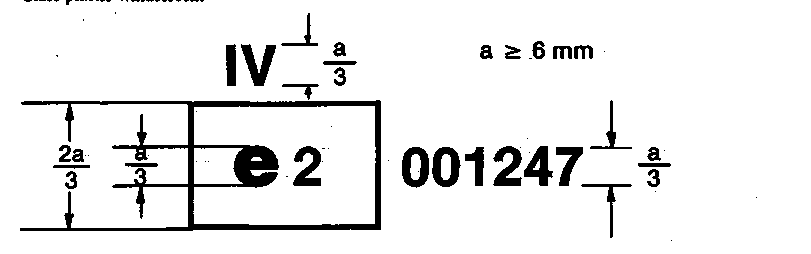 IV
a/3
a ≥ 6 mm
2a/3
a/3
e 2
001247
a/3